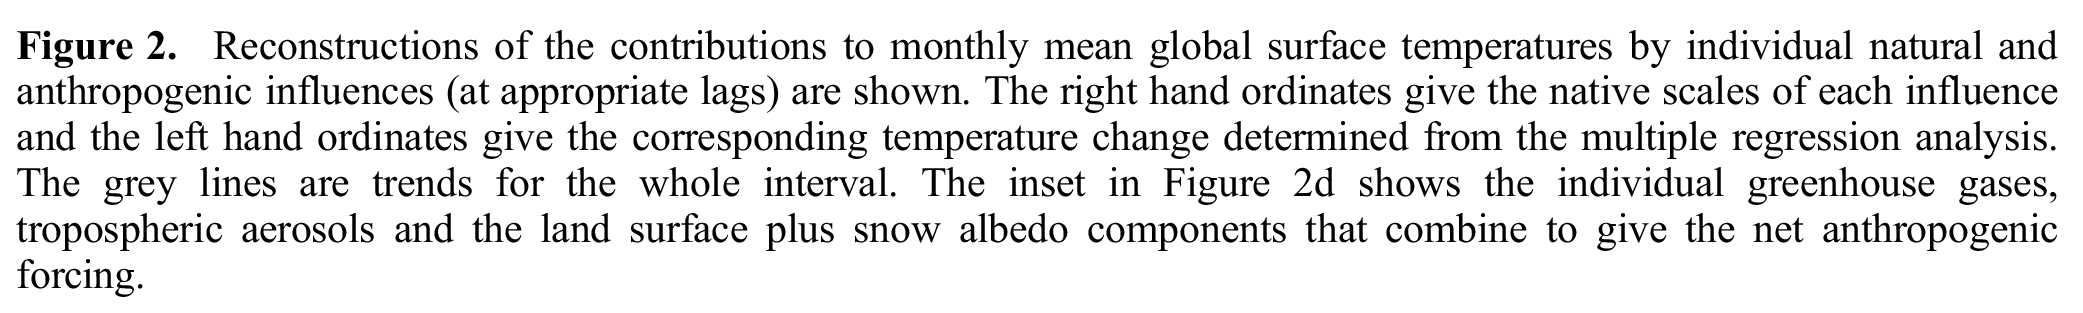 Figure 2. Reconstructions of the contributions to monthly mean global surface temperatures by individual natural and
anthropogenic influences (at appropriate lags) are shown. The right hand ordinates give the native scales of each influence
and the left hand ordinates give the corresponding temperature change determined from the multiple regression analysis.
The grey lines are trends for the whole interval. The inset in Figure 2d shows the individual greenhouse gases,
tropospheric aerosols and the land surface plus snow albedo components that combine to give the net anthropogenic
forcing.